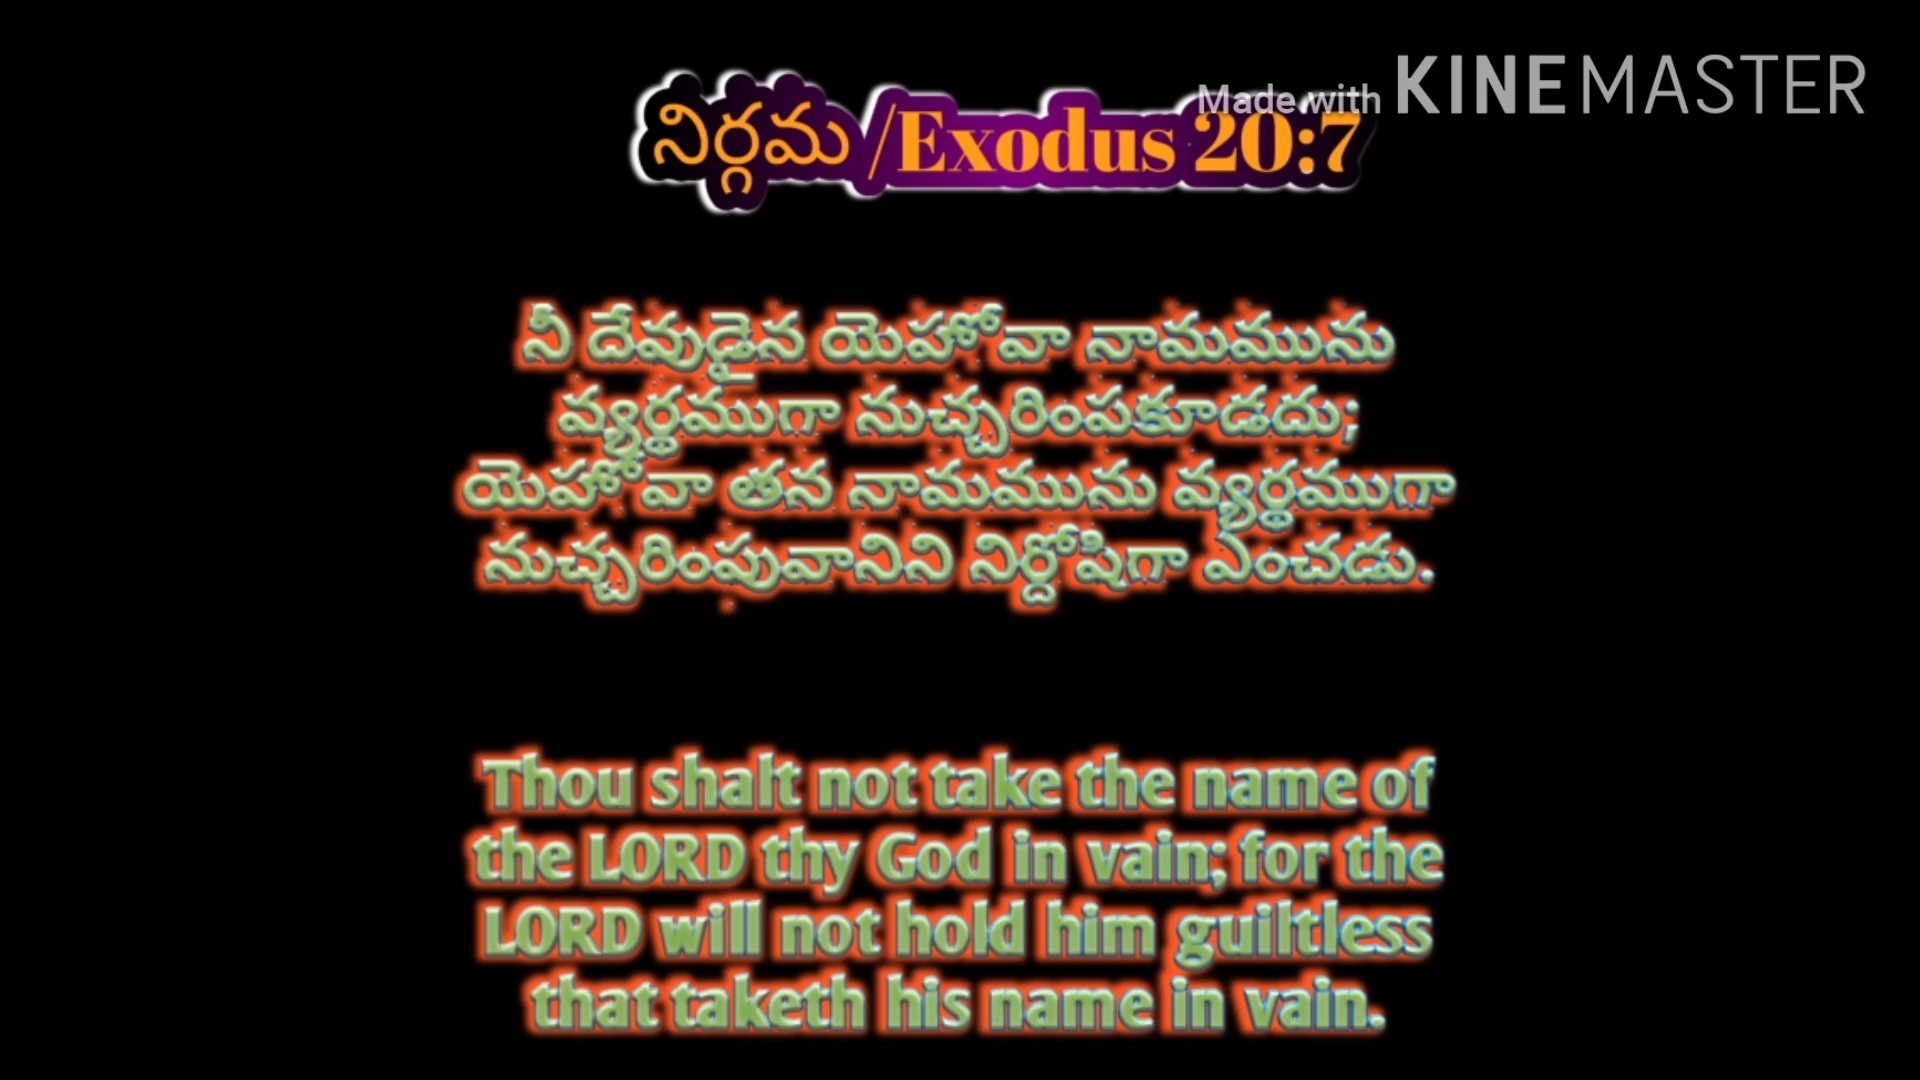 Made with KINEMASTER
నిర్గమ /Exodus 20:7
నీ దేవుడైన యెహోవా నామమును
వ్యర్థముగా నుచ్చరింపకూడదు;
యెహోవా తన నామమును వ్యర్థముగా
నుచ్చరింపువానిని నిర్దోషిగా ఎంచడు.
Thou shalt not take the name of
the LORD thy God in vain; for the
LORD will not hold him guiltless
that taketh his name in vain.